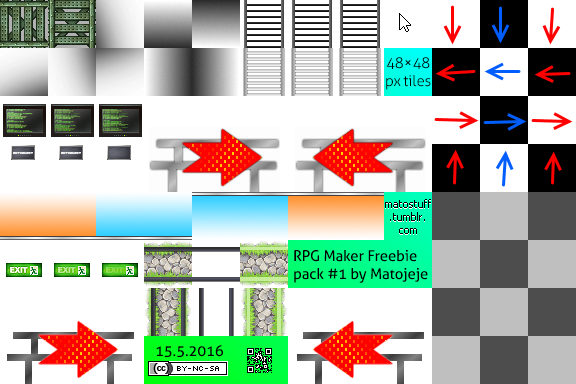 48×48
px tiles
matostuff
.tumblr.
com
EXIT
EXIT
EXIT
RPG Maker Freebie
pack #1 by Matojeje
15.5.2016
cc BY-NC-SA